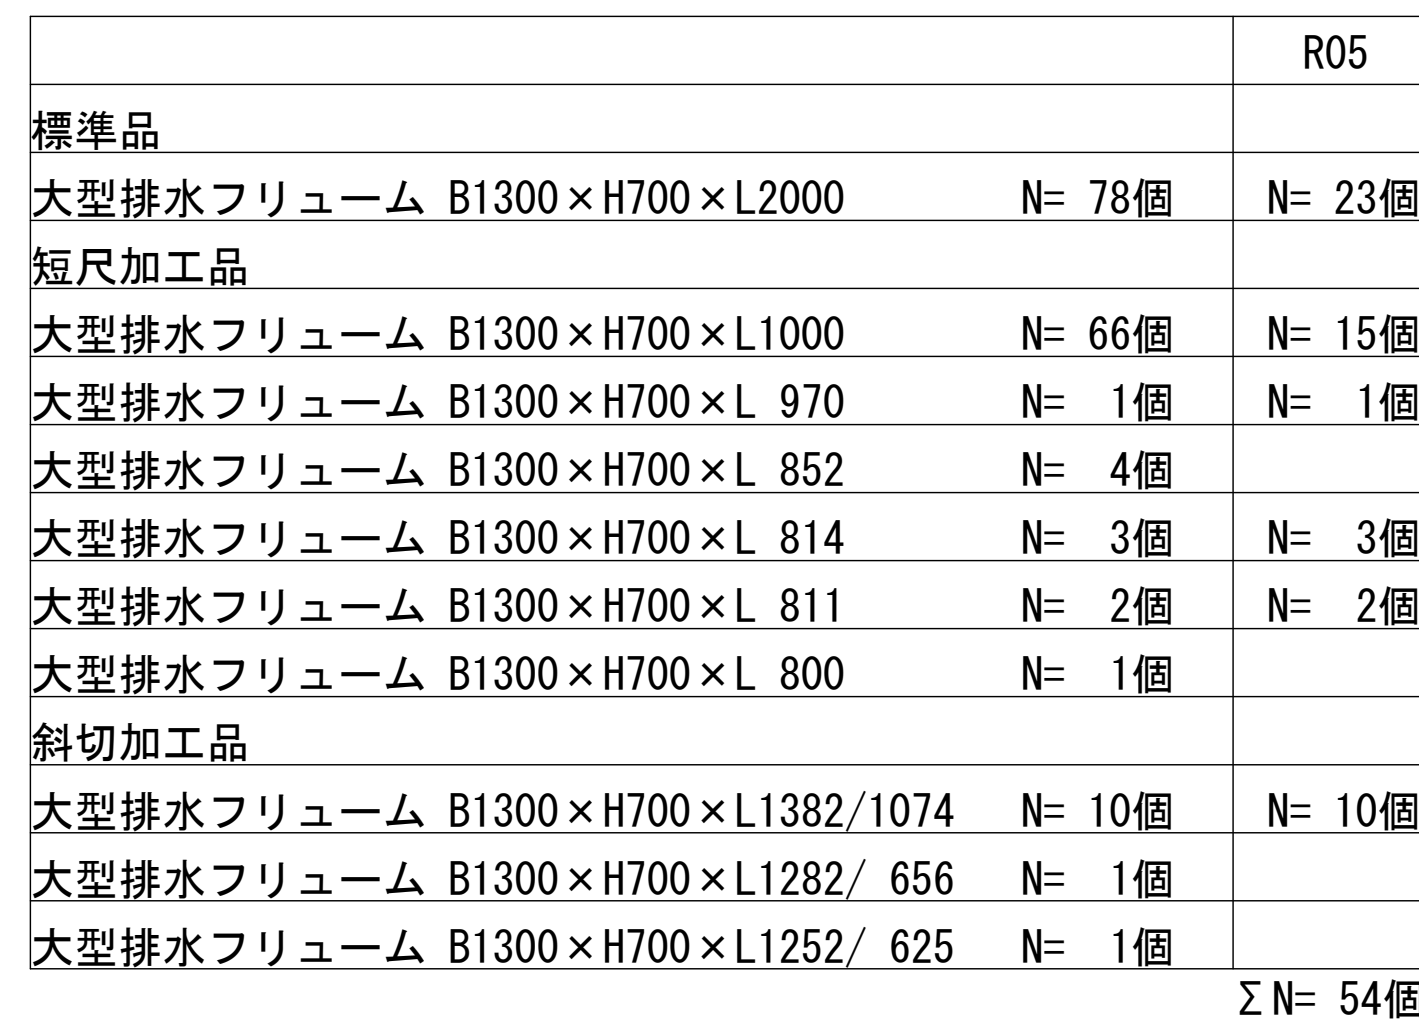 R05
標準品
大型排水フリューム B1300×H700×L2000 N= 78個 N= 23個
短尺加工品
大型排水フリューム B1300×H700×L1000 N= 66個 N= 15個
大型排水フリューム B1300×H700×L 970 N= 1個 N= 1個
大型排水フリューム B1300×H700×L 852 N= 4個
大型排水フリューム B1300×H700×L 814 N= 3個 N= 3個
大型排水フリューム B1300×H700×L 811 N= 2個 N= 2個
大型排水フリューム B1300×H700×L 800 N= 1個
斜切加工品
大型排水フリューム B1300×H700×L1382/1074 N= 10個 N= 10個
大型排水フリューム B1300×H700×L1282/ 656 N= 1個
大型排水フリューム B1300×H700×L1252/ 625 N= 1個
ΣN= 54個